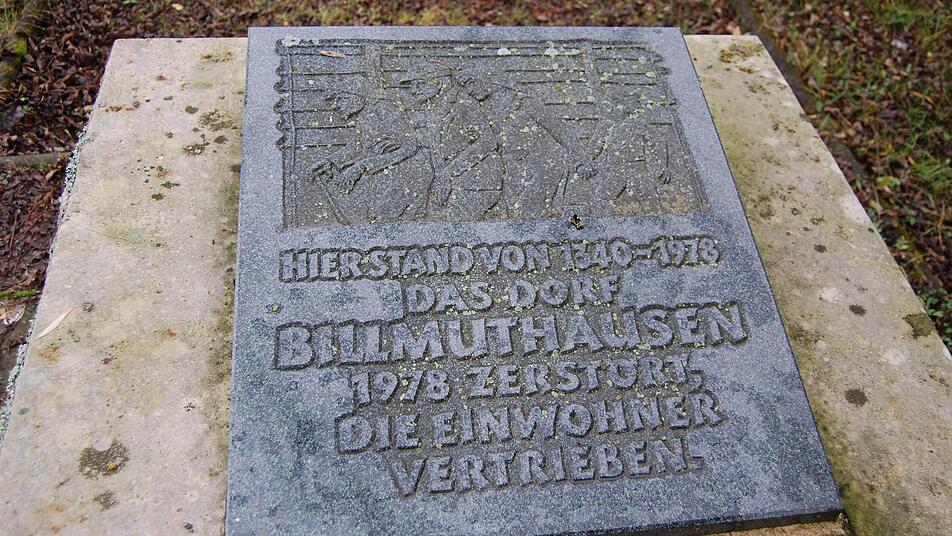 HIER STAND VON 1340-1978
DAS DORF
BILLMUTHAUSEN
1978 ZERSTÖRT,
DIE EINWOHNER
VERTRIEBEN.